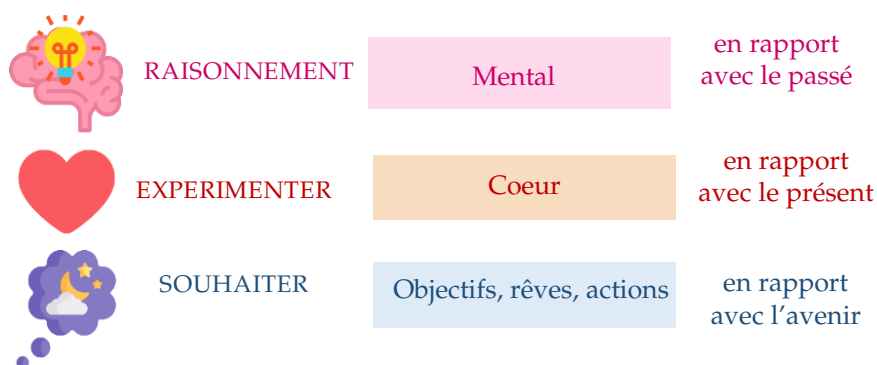 RAISONNEMENT
Mental
en rapport
avec le passé
EXPERIMENTER
Coeur
en rapport
avec le présent
SOUHAITER
Objectifs, rêves, actions
en rapport
avec l’avenir